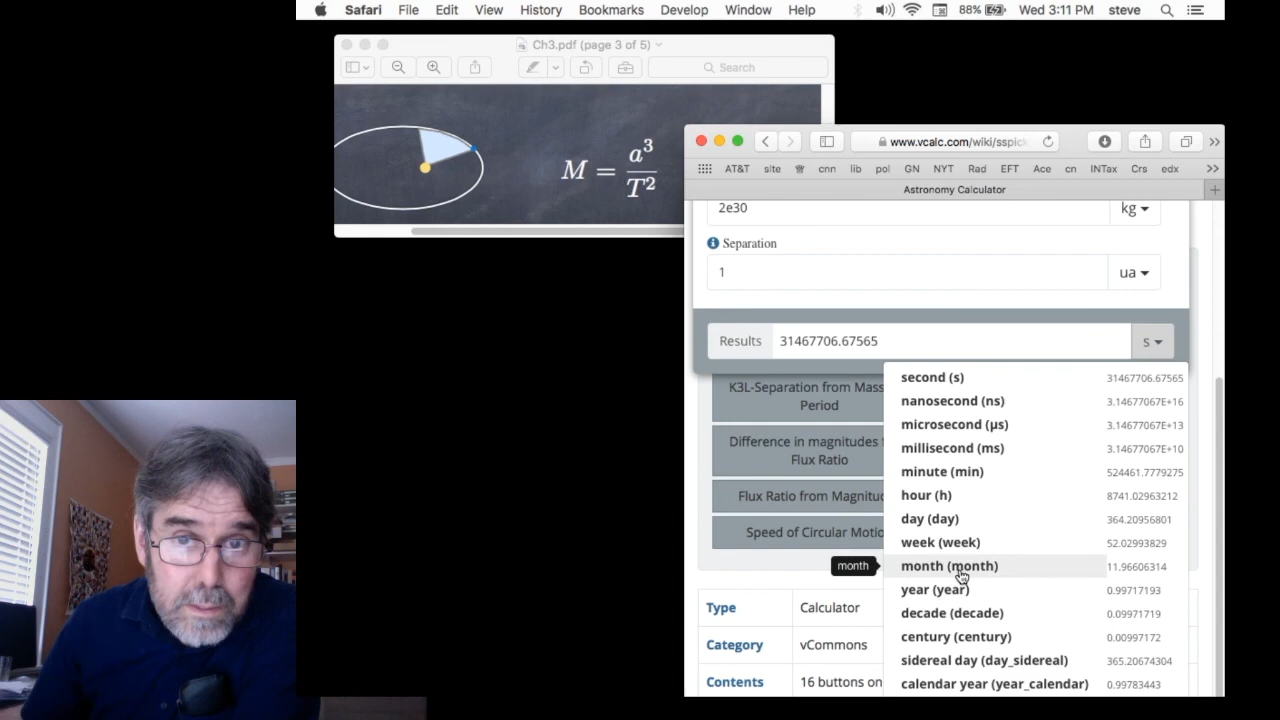 Safari File Edit View History Bookmarks Develop Window Help 88% Wed 3:11 PM steve
Ch3.pdf (page 3 of 5)
Search
M = a³/T²
www.vcalc.com/wiki/sspick
AT&T site cnn lib pol GN NYT Rad EFT Ace cn INTax Crs edx
Astronomy Calculator
2e30 kg
Separation
1 ua
Results 31467706.67565 s
K3L-Separation from Mass
Period
Difference in magnitudes
Flux Ratio
Flux Ratio from Magnitud
Speed of Circular Motio
second (s) 31467706.67565
nanosecond (ns) 3.14677067E+16
microsecond (µs) 3.14677067E+13
millisecond (ms) 3.14677067E+10
minute (min) 524461.7779275
hour (h) 8741.02963212
day (day) 364.20956801
week (week) 52.02993829
month
month (month) 11.96606314
year (year) 0.99717193
decade (decade) 0.09971719
century (century) 0.00997172
sidereal day (day_sidereal) 365.20674304
calendar year (year_calendar) 0.99783443
Type Calculator
Category vCommons
Contents 16 buttons on